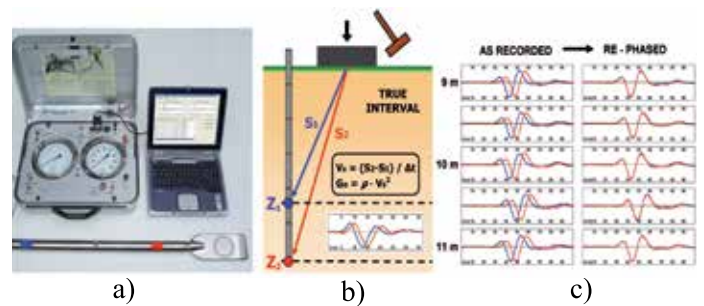 TRUE
INTERVAL
S₁
S₂
Vₛ = (S₂-S₁) / Δt
G₀ = ρ · Vₛ²
Z₁
Z₂
AS RECORDED
RE - PHASED
9 m
10 m
11 m
a)
b)
c)